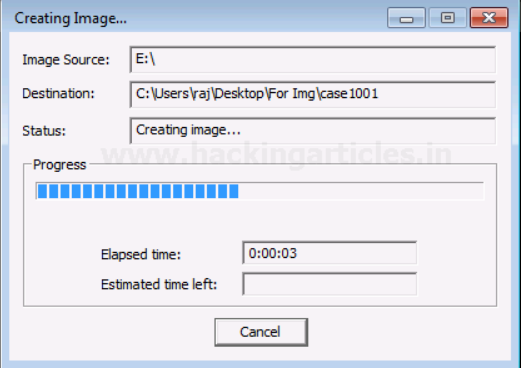 Creating Image...
Image Source: E:\
Destination: C:\Users\raj\Desktop\For Img\case1001
Status: Creating image...
www.hackingarticles.in
Progress
Elapsed time: 0:00:03
Estimated time left:
Cancel